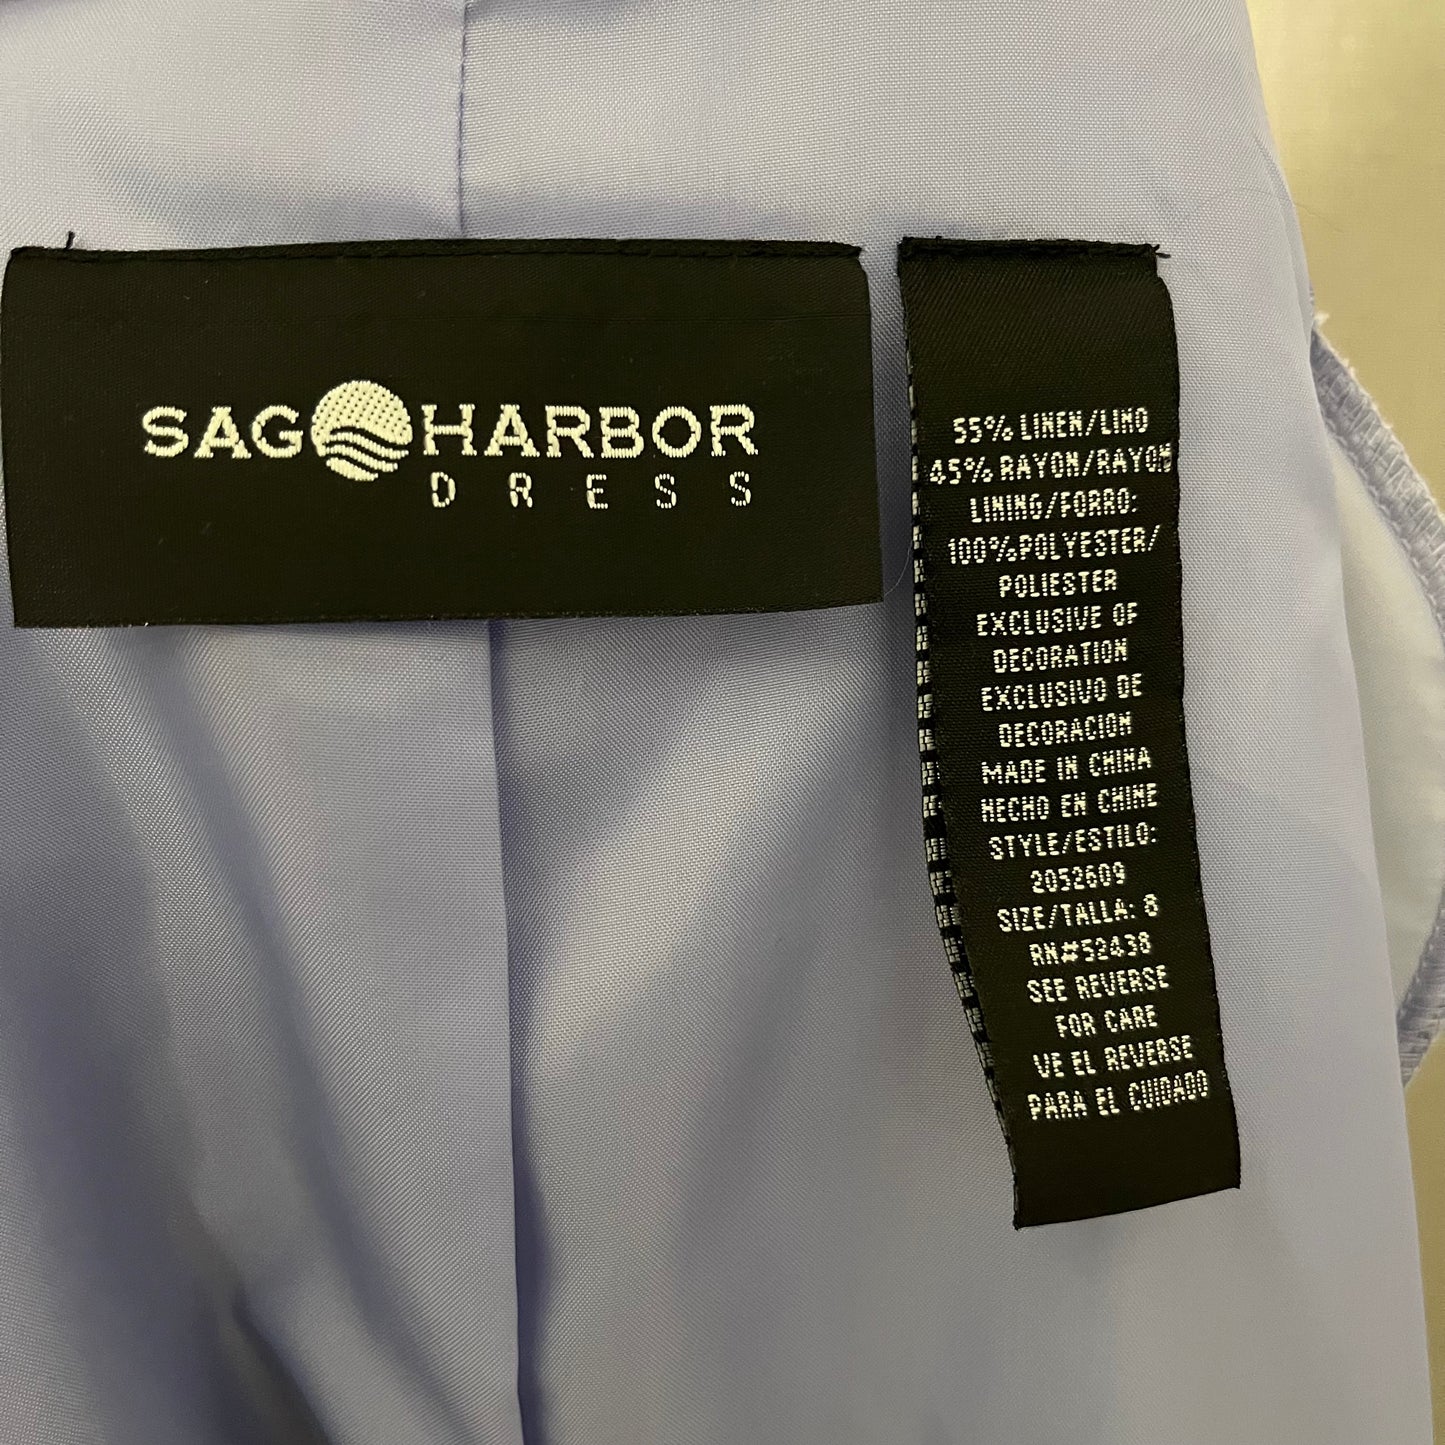 SAG HARBOR
DRESS
55% LINEN/LINO
45% RAYON/RAYON
LINING/FORRO:
100%POLYESTER/
POLIESTER
EXCLUSIVE OF
DECORATION
EXCLUSIVO DE
DECORACION
MADE IN CHINA
HECHO EN CHINE
STYLE/ESTILO:
2052609
SIZE/TALLA: 8
RN#52438
SEE REVERSE
FOR CARE
VE EL REVERSE
PARA EL CUIDADO